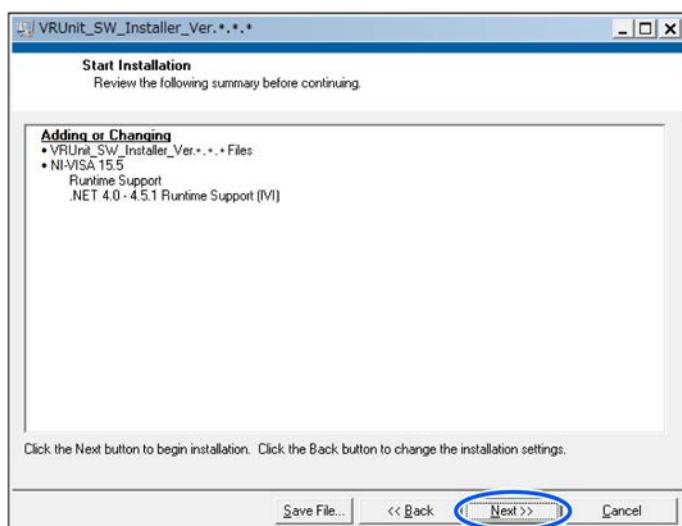 VRUnit_SW_Installer_Ver.*.*.*
Start Installation
Review the following summary before continuing.
Adding or Changing
• VRUnit_SW_Installer_Ver.*.*.* Files
• NI-VISA 15.5
Runtime Support
.NET 4.0 - 4.5.1 Runtime Support (IVI)
Click the Next button to begin installation. Click the Back button to change the installation settings.
Save File...
<< Back
Next >>
Cancel